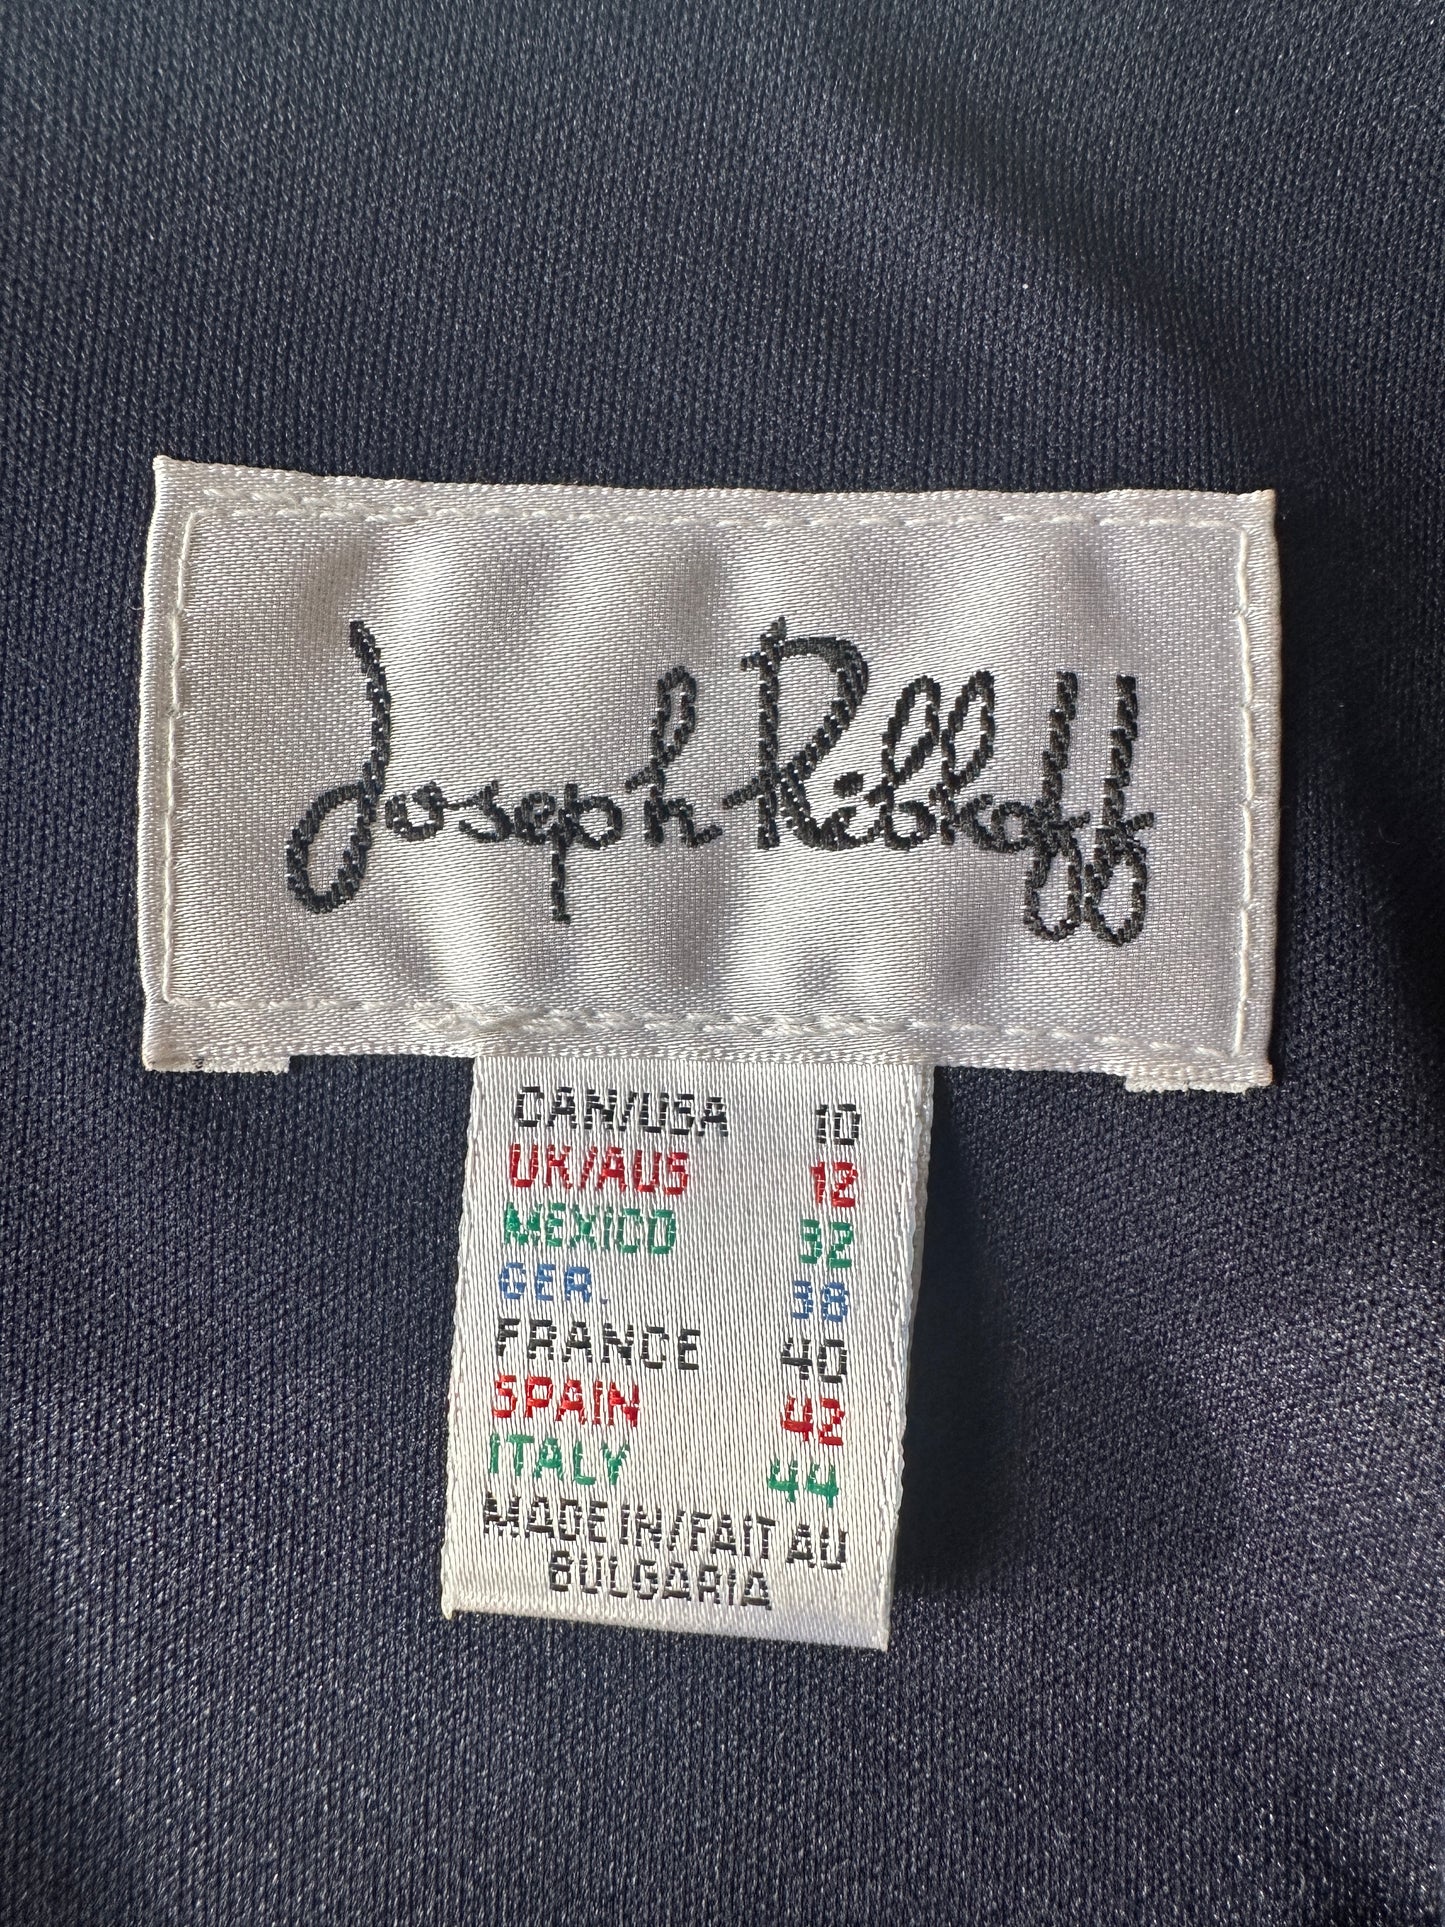 Joseph Ribkoff
CAN/USA 10
UK/AUS 12
MEXICO 32
GER. 38
FRANCE 40
SPAIN 42
ITALY 44
MADE IN/FAIT AU
BULGARIA